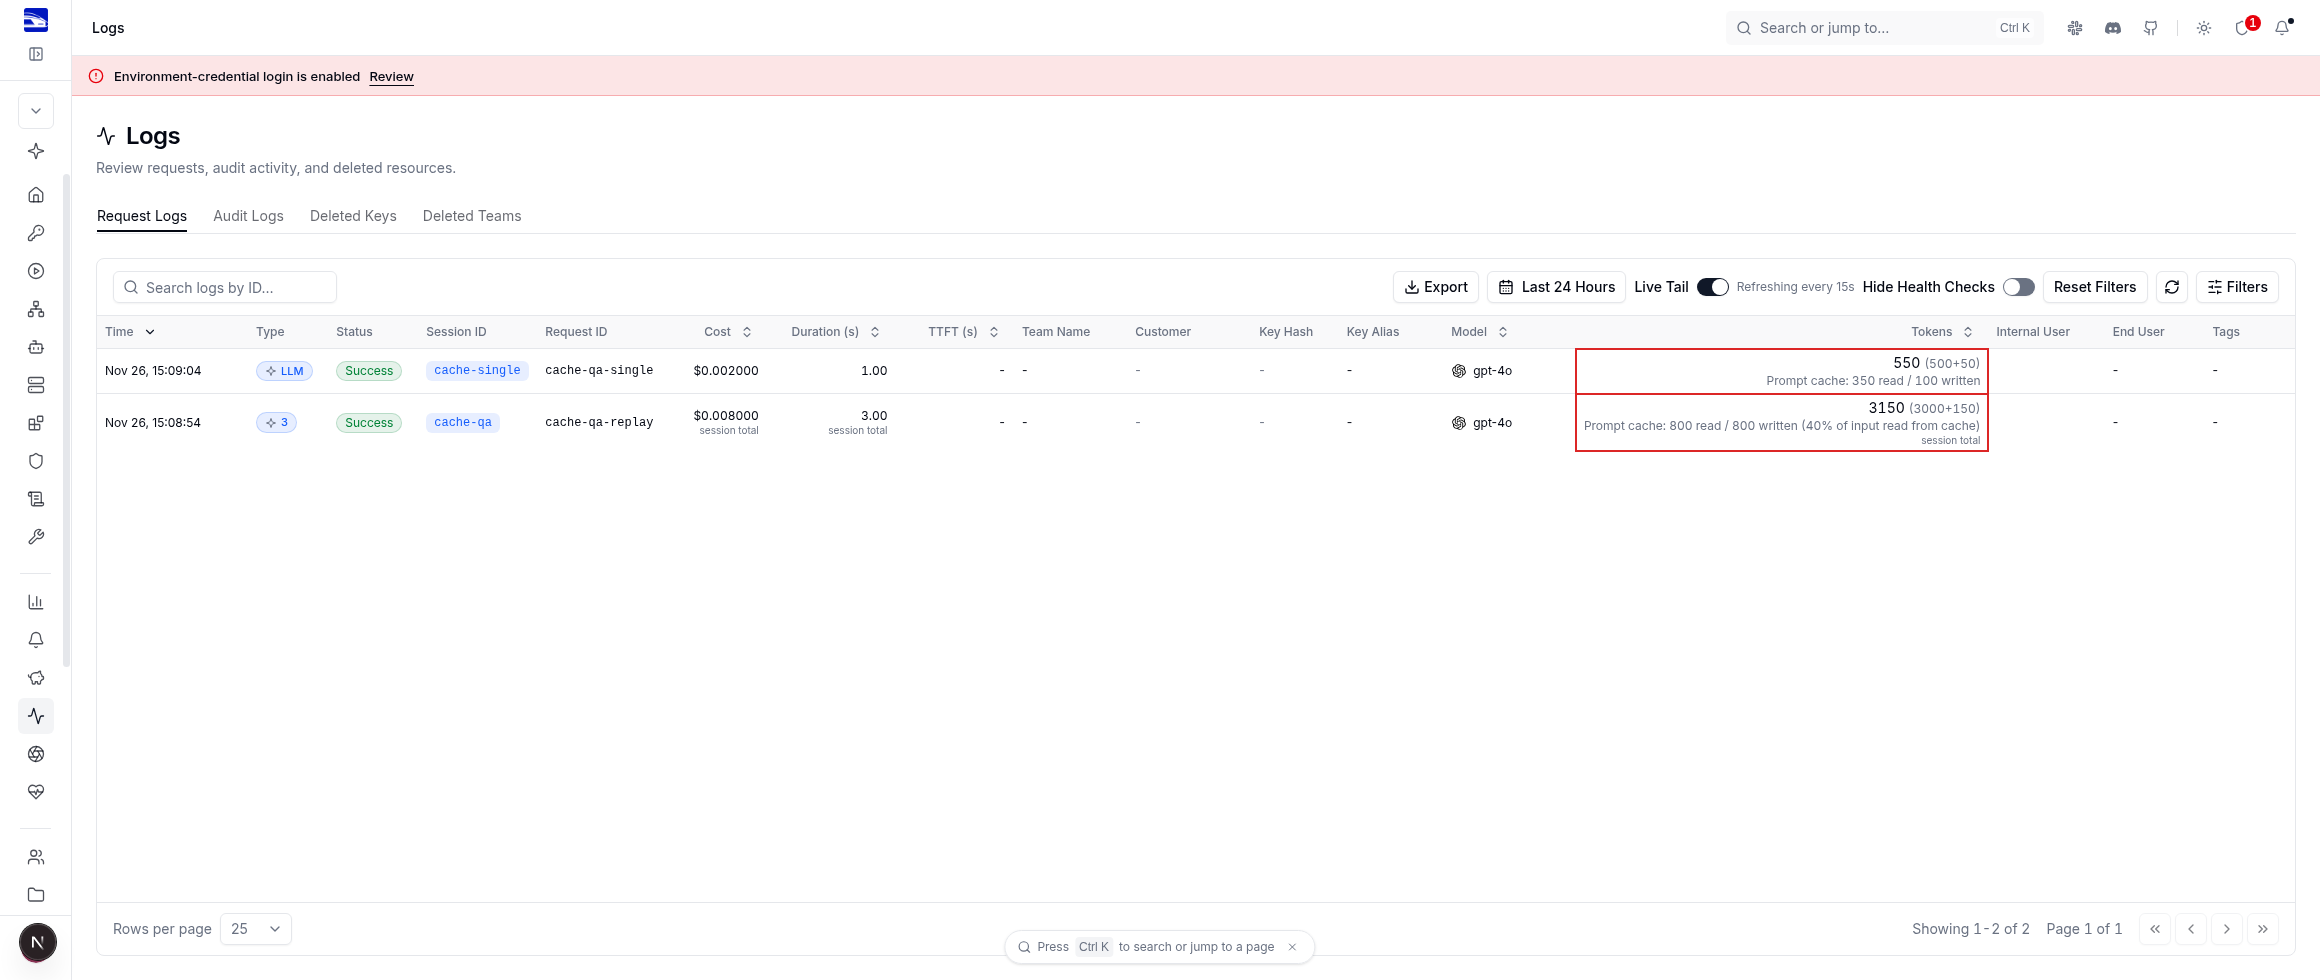 Logs
Search or jump to...
Ctrl K
1
Environment-credential login is enabled Review
Logs
Review requests, audit activity, and deleted resources.
Request Logs Audit Logs Deleted Keys Deleted Teams
Search logs by ID...
Export Last 24 Hours Live Tail Refreshing every 15s Hide Health Checks Reset Filters Filters
Time Type Status Session ID Request ID Cost Duration (s) TTFT (s) Team Name Customer Key Hash Key Alias Model Tokens Internal User End User Tags
Nov 26, 15:09:04 LLM Success cache-single cache-qa-single $0.002000 1.00 - - - - - gpt-4o 550 (500+50) - -
Prompt cache: 350 read / 100 written
Nov 26, 15:08:54 3 Success cache-qa cache-qa-replay $0.008000 3.00 - - - - - gpt-4o 3150 (3000+150) - -
Prompt cache: 800 read / 800 written (40% of input read from cache)
session total session total session total
Rows per page 25
Showing 1-2 of 2 Page 1 of 1
Press Ctrl K to search or jump to a page
N